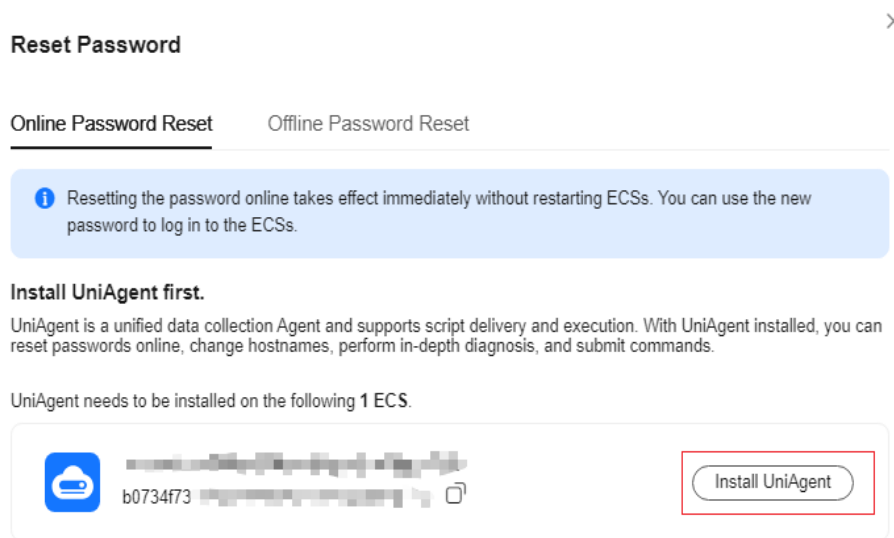 Reset Password
Online Password Reset
Offline Password Reset
Resetting the password online takes effect immediately without restarting ECSs. You can use the new
password to log in to the ECSs.
Install UniAgent first.
UniAgent is a unified data collection Agent and supports script delivery and execution. With UniAgent installed, you can
reset passwords online, change hostnames, perform in-depth diagnosis, and submit commands.
UniAgent needs to be installed on the following 1 ECS.
b0734f73
Install UniAgent